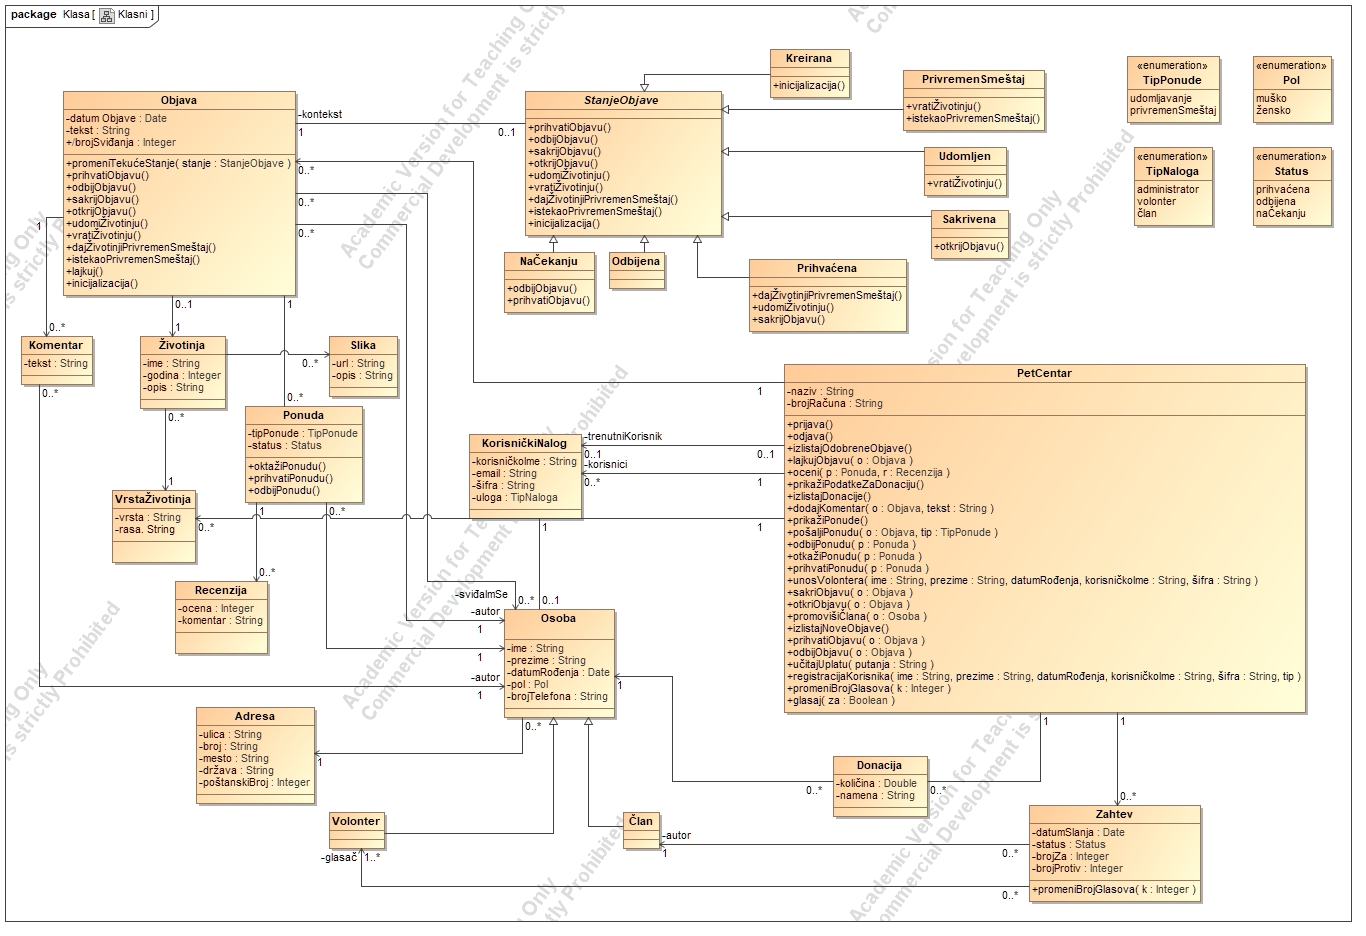 package Klasa [ Klasni ]
Objava
-datum Objave : Date
-tekst : String
+/brojSviđanja : Integer
+promeniTekućeStanje( stanje : StanjeObjave )
+prihvatiObjavu()
+odbijObjavu()
+sakrijObjavu()
+otkrijObjavu()
+udomiŽivotinju()
+vratiŽivotinju()
+dajŽivotinjiPrivremenSmeštaj()
+istekaoPrivremenSmeštaj()
+lajkuj()
+inicijalizacija()
-kontekst
1
0..1
StanjeObjave
+prihvatiObjavu()
+odbijObjavu()
+sakrijObjavu()
+otkrijObjavu()
+udomiŽivotinju()
+vratiŽivotinju()
+dajŽivotinjiPrivremenSmeštaj()
+istekaoPrivremenSmeštaj()
+inicijalizacija()
Kreirana
+inicijalizacija()
PrivremenSmeštaj
+vratiŽivotinju()
+istekaoPrivremenSmeštaj()
Udomljen
+vratiŽivotinju()
Sakrivena
+otkrijObjavu()
NaČekanju
+odbijObjavu()
+prihvatiObjavu()
Odbijena
Prihvaćena
+dajŽivotinjiPrivremenSmeštaj()
+udomiŽivotinju()
+sakrijObjavu()
«enumeration»
TipPonude
udomljavanje
privremenSmeštaj
«enumeration»
Pol
muško
žensko
«enumeration»
TipNaloga
administrator
volonter
član
«enumeration»
Status
prihvaćena
odbijena
naČekanju
0..*
0..*
0..*
1
0..1
1
1
0..*
Komentar
-tekst : String
0..*
Životinja
-ime : String
-godina : Integer
-opis : String
0..*
0..*
Slika
-url : String
-opis : String
0..*
Ponuda
-tipPonude : TipPonude
-status : Status
+oktažiPonudu()
+prihvatiPonudu()
+odbijPonudu()
1
VrstaŽivotinja
-vrsta : String
-rasa. String
0..*
1
0..*
0..*
Recenzija
-ocena : Integer
-komentar : String
KorisničkiNalog
-korisničkoIme : String
-email : String
-šifra : String
-uloga : TipNaloga
-trenutniKorisnik
0..1
0..1
-korisnici
0..*
1
1
1
1
PetCentar
-naziv : String
-brojRačuna : String
+prijava()
+odjava()
+izlistajOdobreneObjave()
+lajkujObjavu( o : Objava )
+oceni( p : Ponuda, r : Recenzija )
+prikažiPodatkeZaDonaciju()
+izlistajDonacije()
+dodajKomentar( o : Objava, tekst : String )
+prikažiPonude()
+pošaljiPonudu( o : Objava, tip : TipPonude )
+odbijPonudu( p : Ponuda )
+otkažiPonudu( p : Ponuda )
+prihvatiPonudu( p : Ponuda )
+unosVolontera( ime : String, prezime : String, datumRođenja, korisničkoIme : String, šifra : String )
+sakriObjavu( o : Objava )
+otkriObjavu( o : Objava )
+promovišiČlana( o : Osoba )
+izlistajNoveObjave()
+prihvatiObjavu( o : Objava )
+odbiObjavu( o : Objava )
+učitajUplatu( putanja : String )
+registracijaKorisnika( ime : String, prezime : String, datumRođenja, korisničkoIme : String, šifra : String, tip )
+promeniBrojGlasova( k : Integer )
+glasaj( za : Boolean )
-sviđaImSe
0..*
0..1
-autor
1
1
-autor
1
Osoba
-ime : String
-prezime : String
-datumRođenja : Date
-pol : Pol
-brojTelefona : String
1
0..*
Adresa
-ulica : String
-broj : String
-mesto : String
-država : String
-poštanskiBroj : Integer
1
Volonter
-glasač
1..*
Član
-autor
1
Donacija
-količina : Double
-namena : String
0..*
0..*
1
1
0..*
Zahtev
-datumSlanja : Date
-status : Status
-brojZa : Integer
-brojProtiv : Integer
+promeniBrojGlasova( k : Integer )
0..*
0..*
Academic Version for Teaching Only
Commercial Development is strictly Prohibited